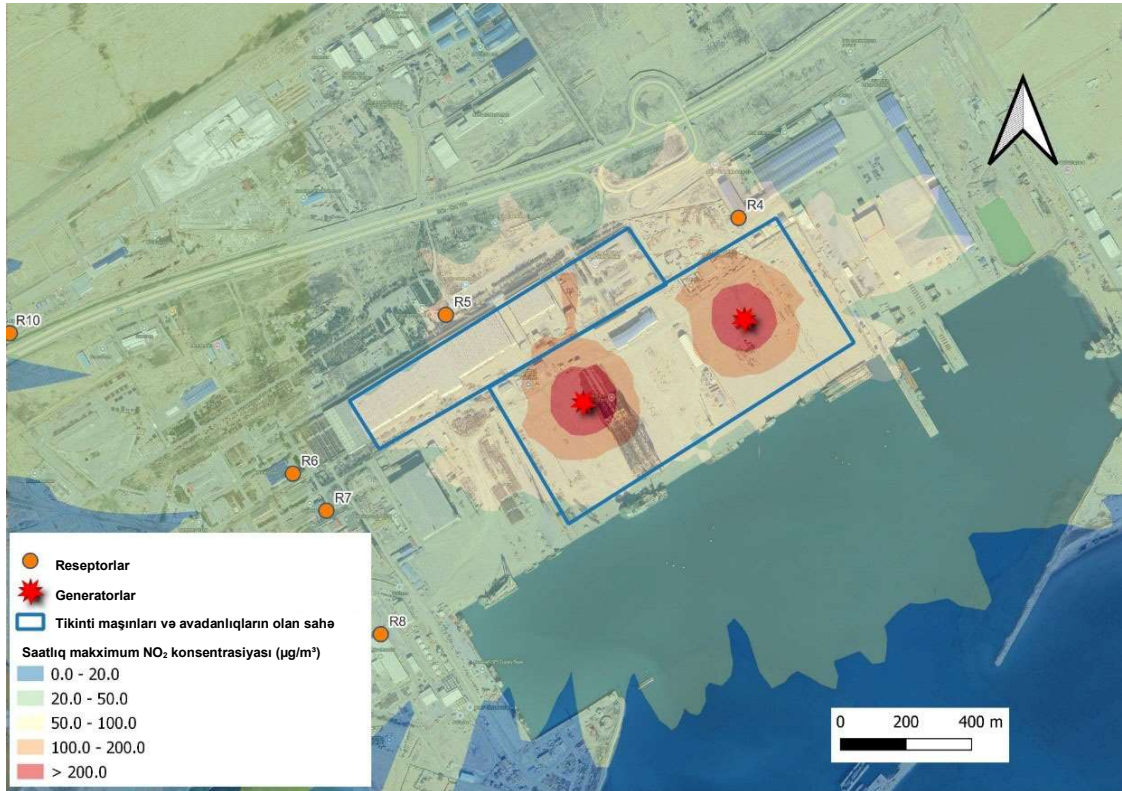 R4
R5
R10
R6
R7
R8
Reseptorlar
Generatorlar
Tikinti maşınları və avadanlıqların olan sahə
Saatlıq makximum NO₂ konsentrasiyası (µg/m³)
0.0 - 20.0
20.0 - 50.0
50.0 - 100.0
100.0 - 200.0
> 200.0
0 200 400 m